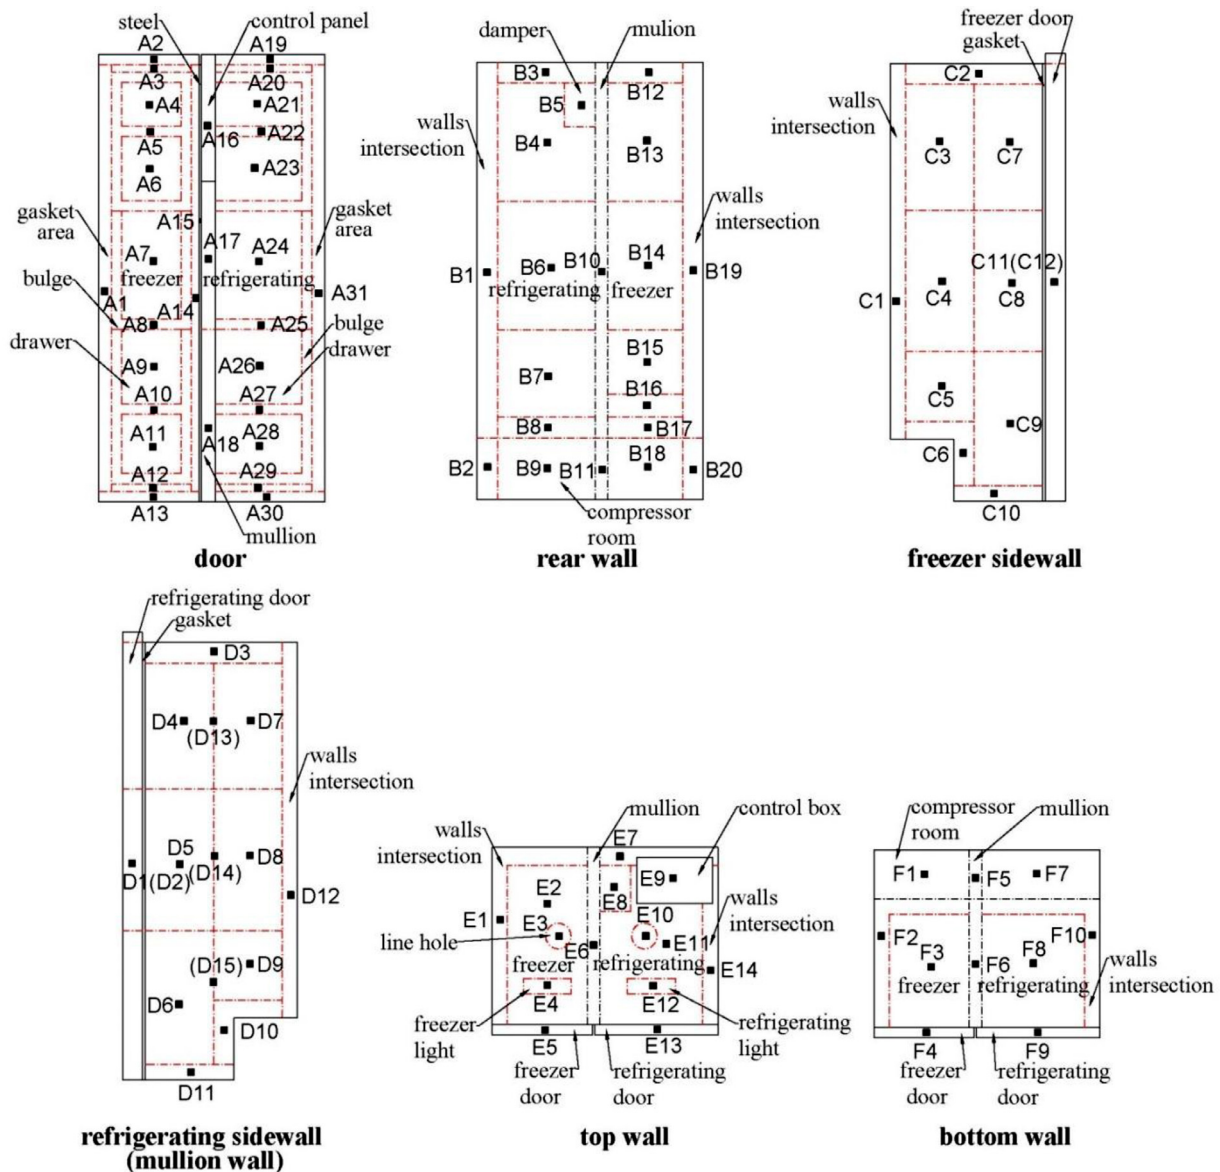 steel
control panel
A2
A19
A3
A20
A4
A21
A5
A16
A22
A6
A23
gasket
area
A15
gasket
area
A7
A17
A24
freezer
refrigerating
bulge
A1
A14
A31
A8
A25
bulge
drawer
drawer
A9
A26
A10
A27
A11
A18
A28
A12
A29
A13
A30
mullion
door
damper
mulion
B3
B12
B5
walls
intersection
B4
B13
walls
intersection
B1
B6
B10
B14
B19
refrigerating
freezer
B15
B7
B16
B8
B17
B2
B9
B11
B18
B20
compressor
room
rear wall
freezer door
gasket
C2
walls
intersection
C3
C7
C11(C12)
C1
C4
C8
C5
C9
C6
C10
freezer sidewall
refrigerating door
gasket
D3
D4
D7
(D13)
walls
intersection
D5
D8
D1(D2)
(D14)
D12
(D15)
D9
D6
D10
D11
refrigerating sidewall
(mullion wall)
mullion
control box
walls
intersection
E7
E2
E8
E9
E1
E3
E10
walls
intersection
line hole
E6
E11
freezer
refrigerating
E14
E4
E12
freezer
light
refrigerating
light
E5
E13
freezer
door
refrigerating
door
top wall
compressor
room
mullion
F1
F5
F7
F2
F10
F3
F6
F8
freezer
refrigerating
walls
intersection
F4
F9
freezer
door
refrigerating
door
bottom wall